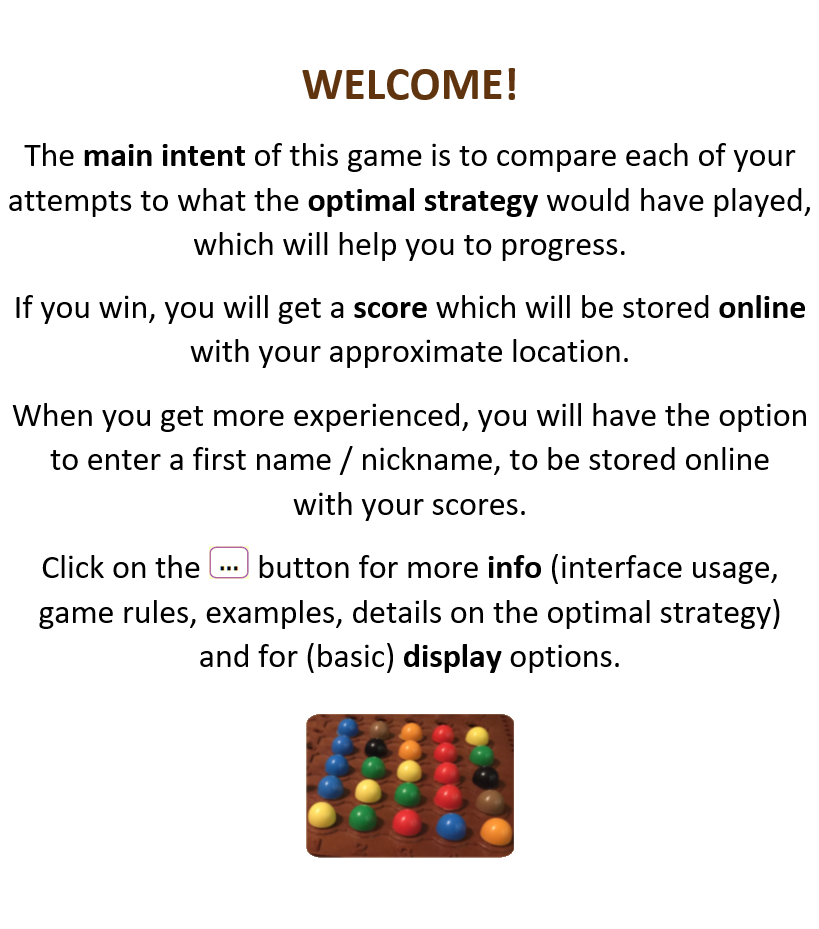 WELCOME!
The main intent of this game is to compare each of your
attempts to what the optimal strategy would have played,
which will help you to progress.
If you win, you will get a score which will be stored online
with your approximate location.
When you get more experienced, you will have the option
to enter a first name / nickname, to be stored online
with your scores.
Click on the ... button for more info (interface usage,
game rules, examples, details on the optimal strategy)
and for (basic) display options.
1 2